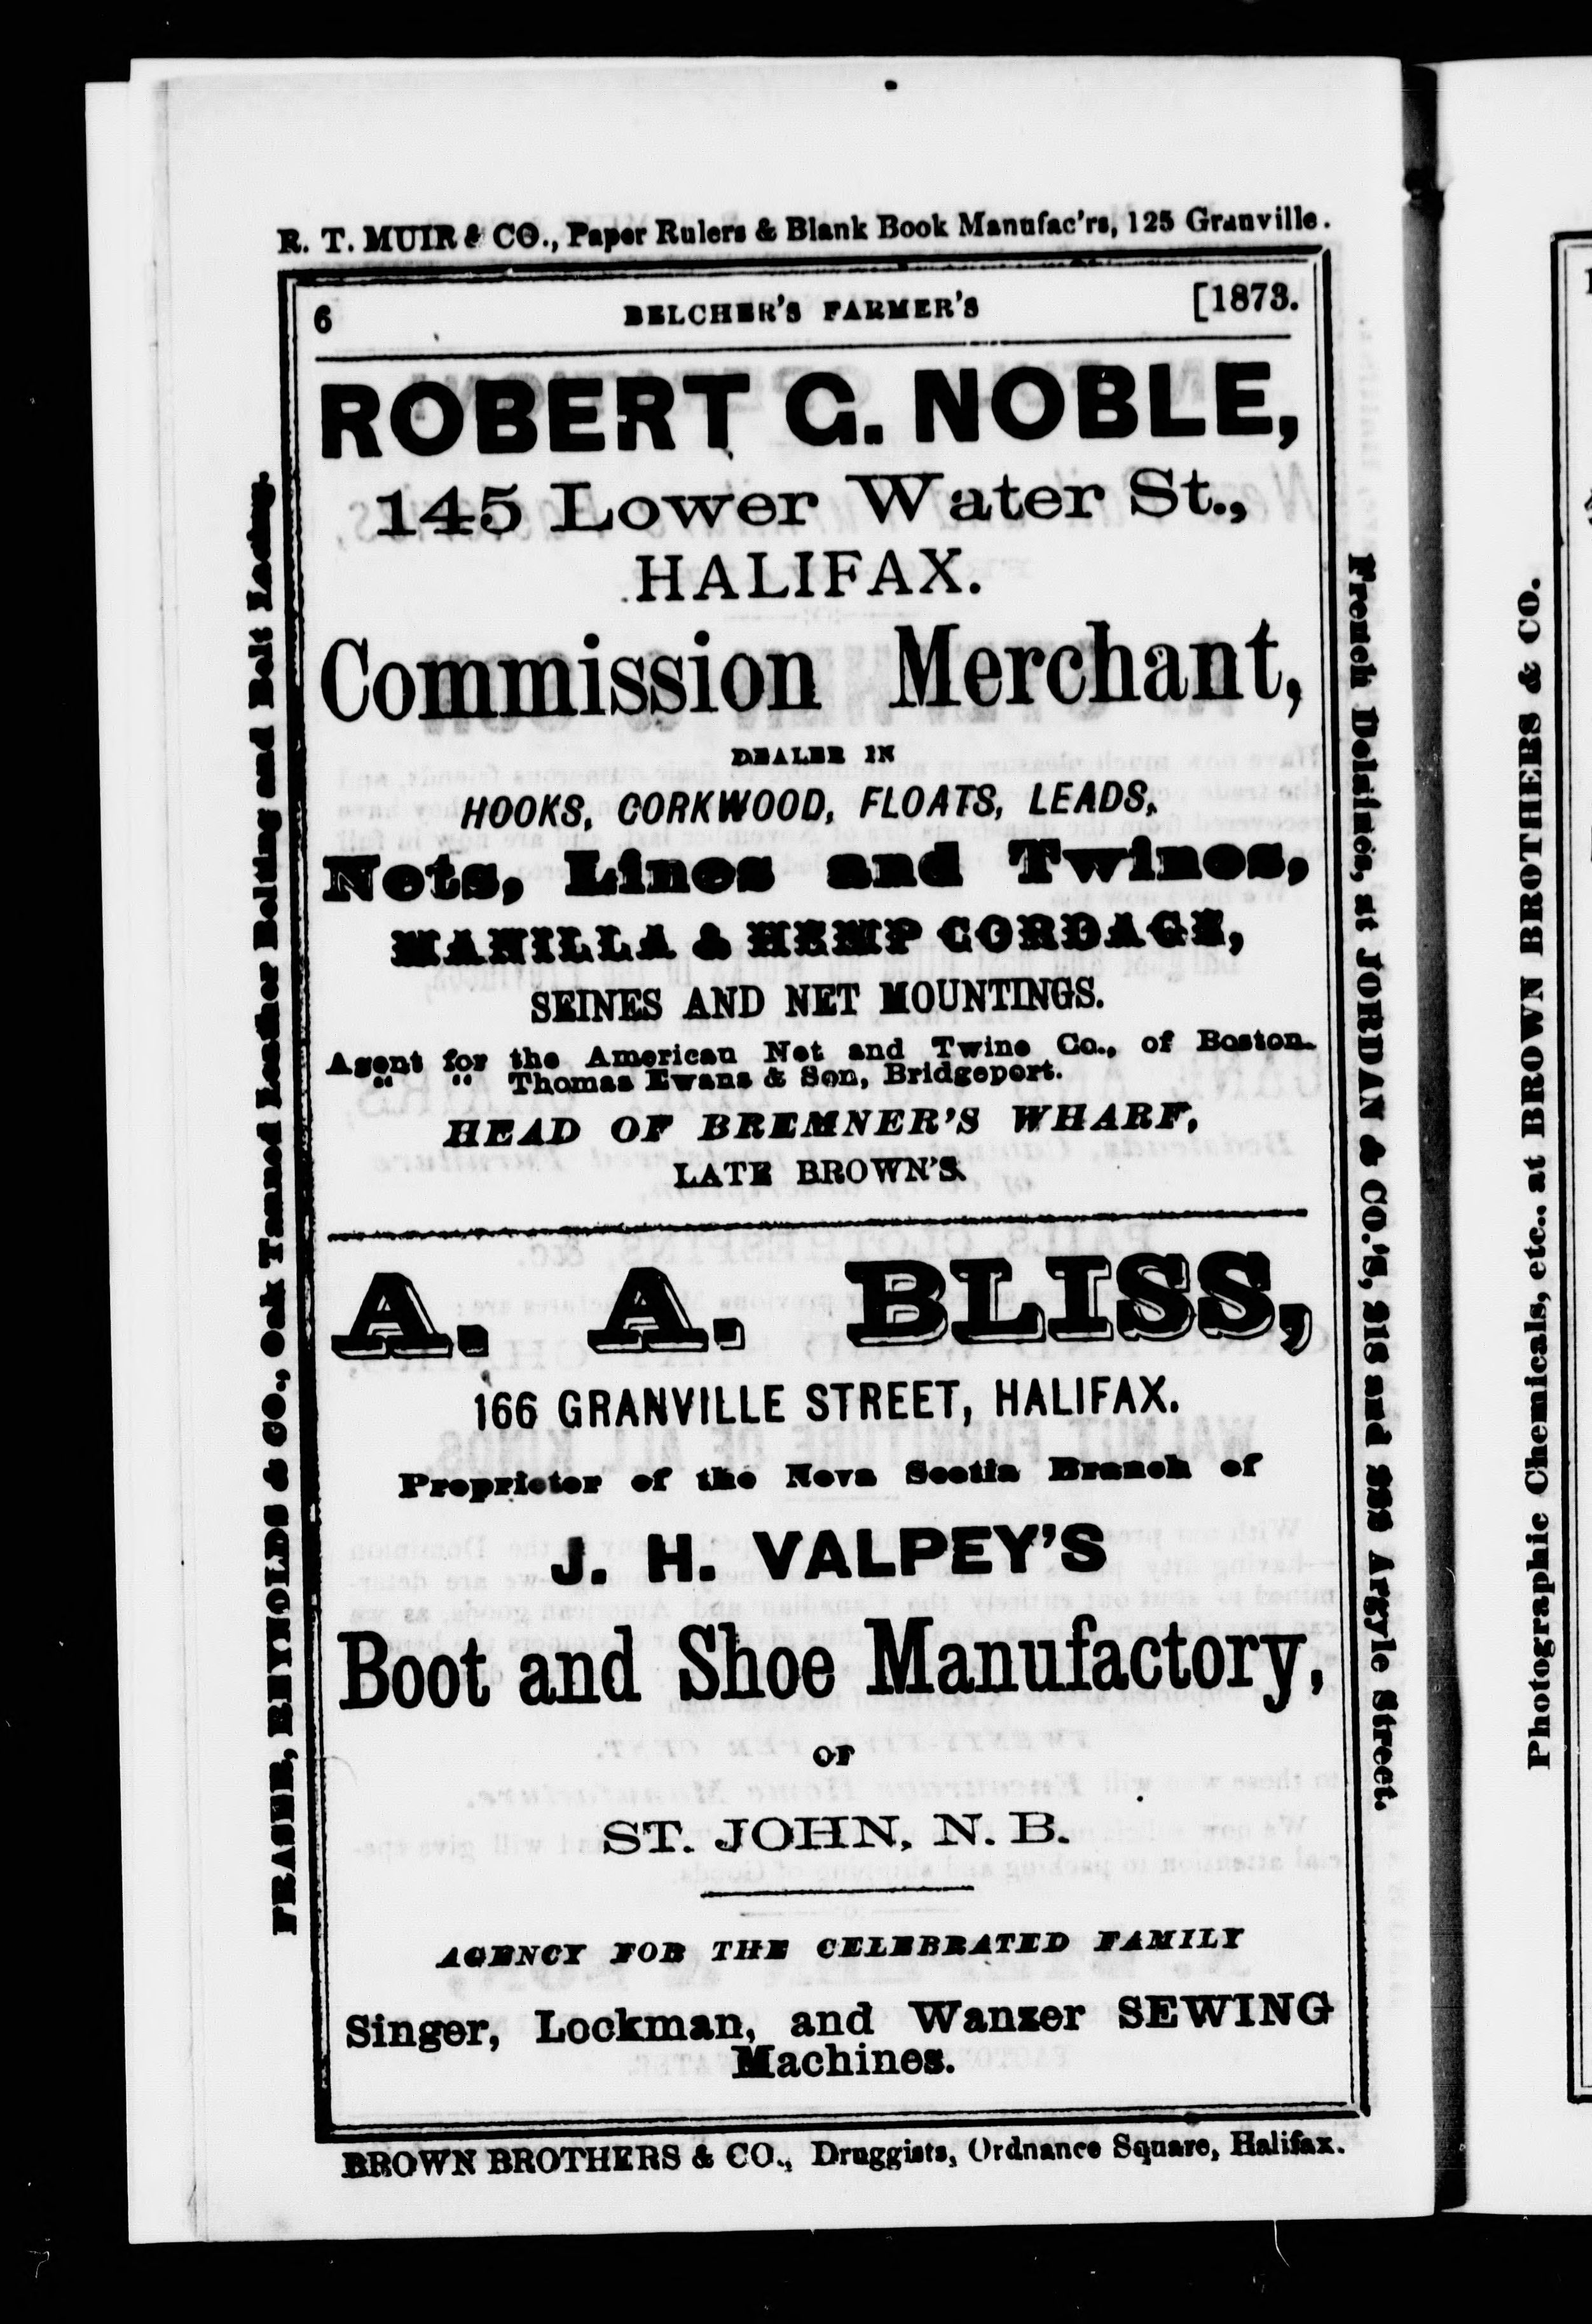 R. T. MUIR & CO., Paper Rulers & Blank Book Manufac'rs, 125 Granville.
6 BELCHER'S FARMER'S [1873.
ROBERT G. NOBLE,
145 Lower Water St.,
HALIFAX.
Commission Merchant,
DEALER IN
HOOKS, CORKWOOD, FLOATS, LEADS,
Nets, Lines and Twines,
MANILLA & HEMP CORDAGE,
SEINES AND NET MOUNTINGS.
Agent for the American Net and Twine Co., of Boston.
" " Thomas Ewans & Son, Bridgeport.
HEAD OF BREMNER'S WHARF,
LATE BROWN'S.
A. A. BLISS,
166 GRANVILLE STREET, HALIFAX.
Proprietor of the Nova Scotia Branch of
J. H. VALPEY'S
Boot and Shoe Manufactory,
OF
ST. JOHN, N. B.
AGENCY FOR THE CELEBRATED FAMILY
Singer, Lockman, and Wanzer SEWING
Machines.
BROWN BROTHERS & CO., Druggists, Ordnance Square, Halifax.
FRASER, REYNOLDS & CO., Oak Tanned Leather Belting and Belt Lacing.
French Delaines, at JORDAN & CO.'S, 218 and 222 Argyle Street.
Photographic Chemicals, etc.. at BROWN BROTHERS & CO.